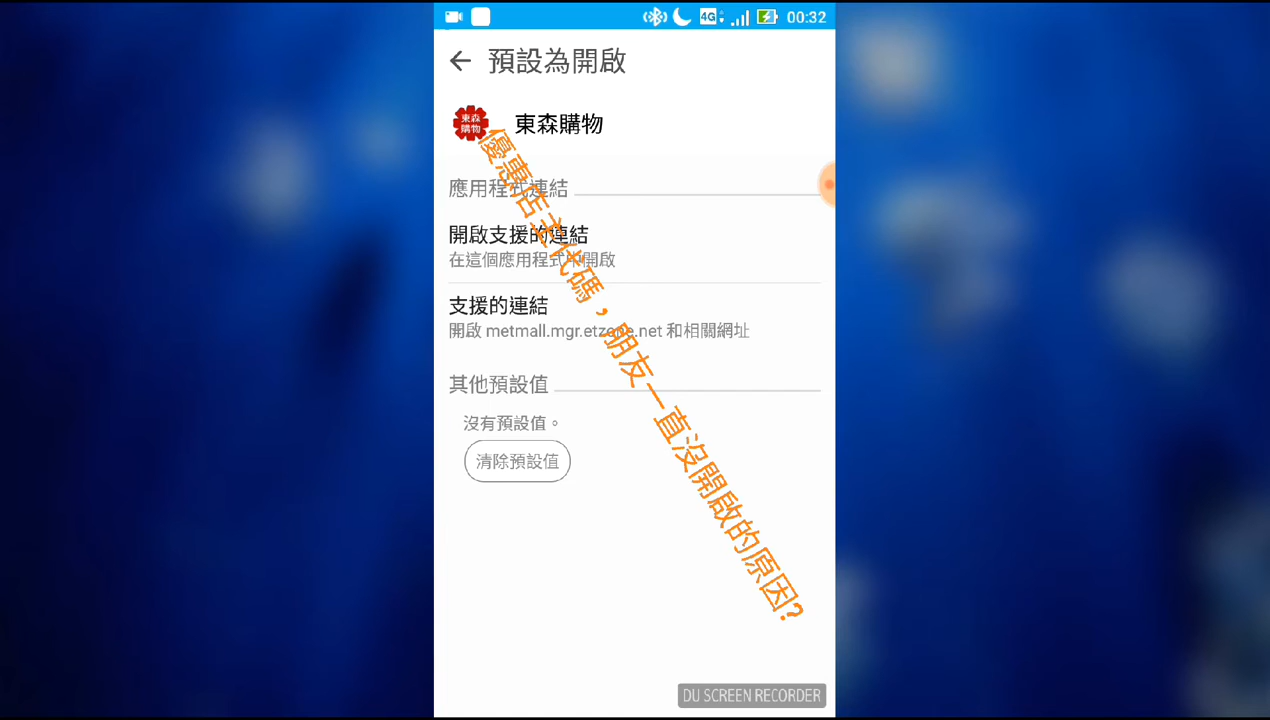 4G 00:32
預設為開啟
東森購物
東森購物
應用程式連結
開啟支援的連結
在這個應用程式中開啟
支援的連結
開啟 metmall.mgr.etzone.net 和相關網址
其他預設值
沒有預設值。
清除預設值
優惠店主代碼，朋友一直沒開啟的原因?
DU SCREEN RECORDER